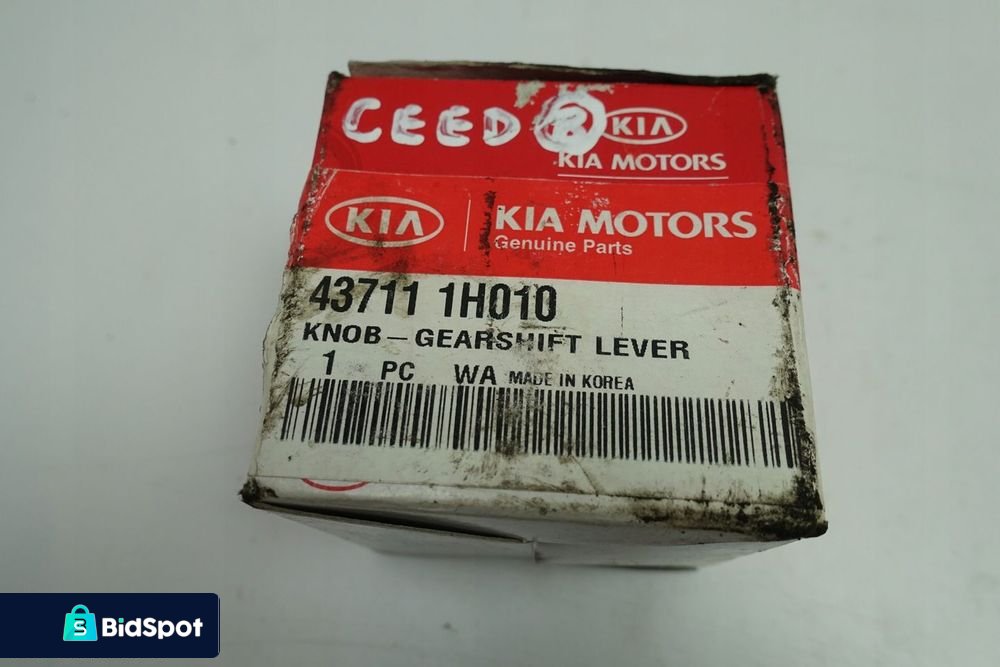 CEED
KIA
KIA MOTORS
KIA
KIA MOTORS
Genuine Parts
43711 1H010
KNOB-GEARSHIFT LEVER
1 PC WA MADE IN KOREA
BidSpot